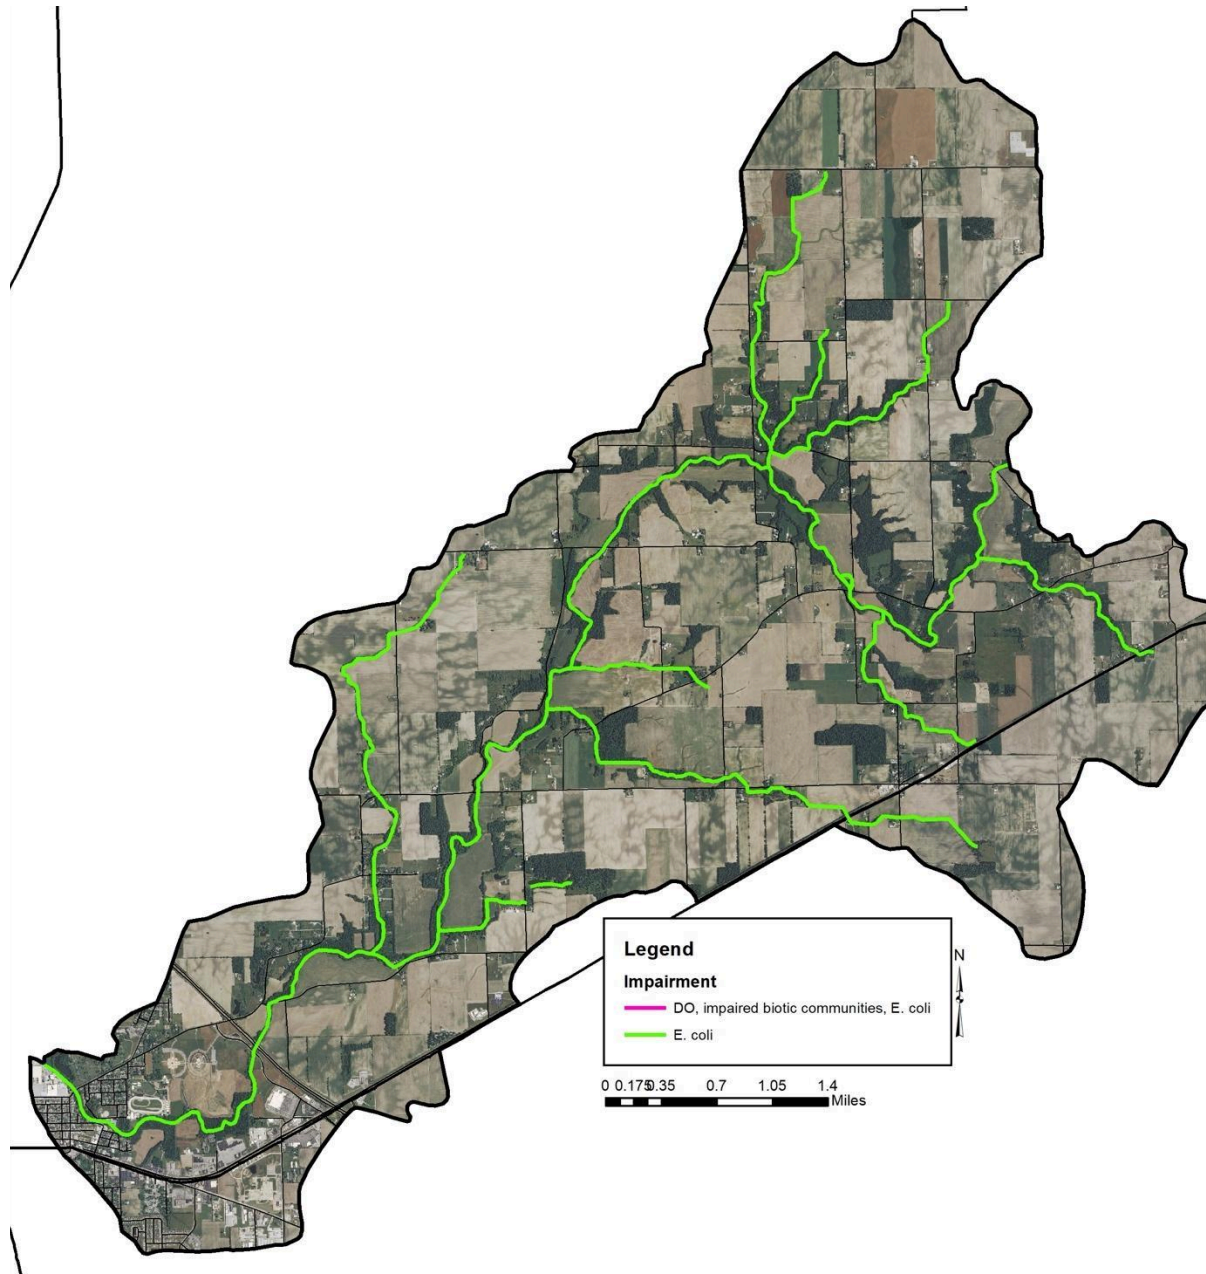 Legend
Impairment
DO, impaired biotic communities, E. coli
E. coli
N
0 0.175 0.35 0.7 1.05 1.4
Miles